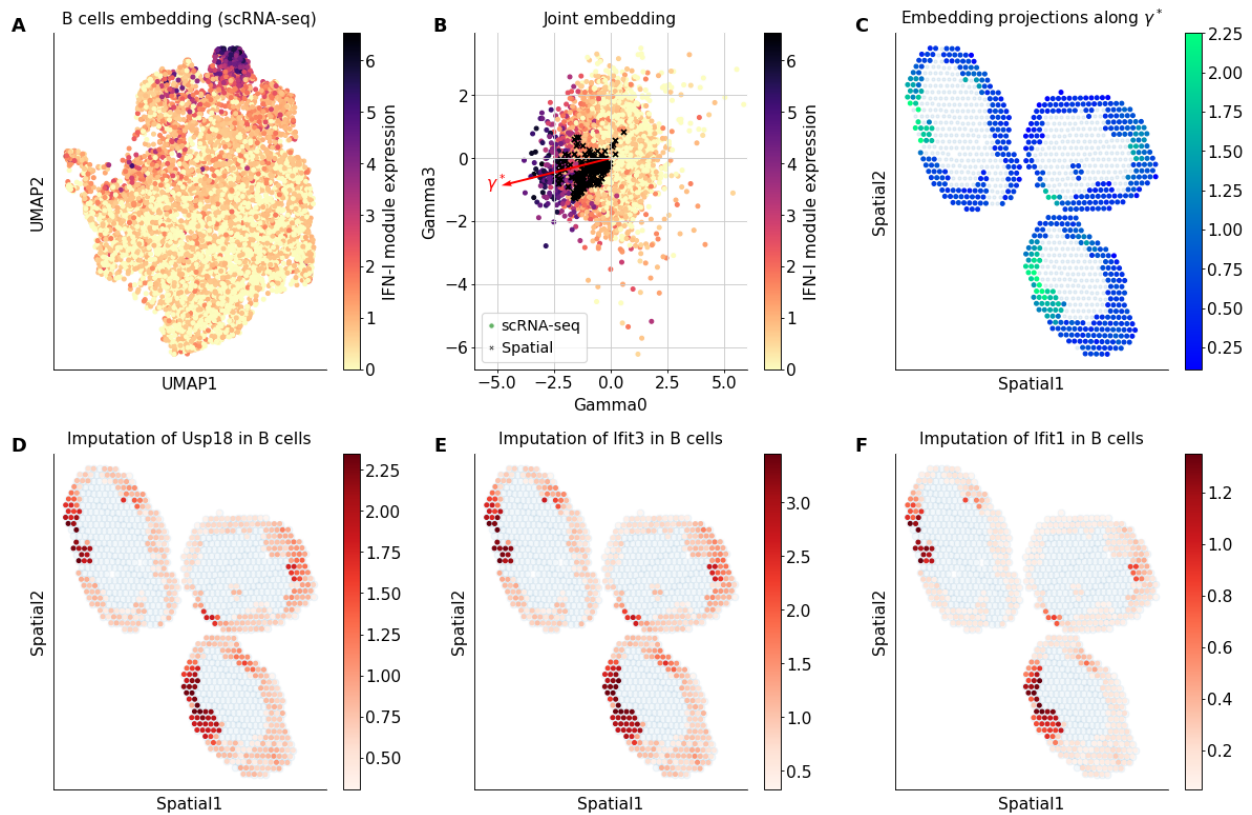 A
B cells embedding (scRNA-seq)
UMAP2
UMAP1
6
5
4
3
2
1
0
IFN-I module expression
B
Joint embedding
Gamma3
2
0
−2
−4
−6
γ*
scRNA-seq
Spatial
−5.0
−2.5
0.0
2.5
5.0
Gamma0
6
5
4
3
2
1
0
IFN-I module expression
C
Embedding projections along γ*
Spatial2
Spatial1
2.25
2.00
1.75
1.50
1.25
1.00
0.75
0.50
0.25
D
Imputation of Usp18 in B cells
Spatial2
Spatial1
2.25
2.00
1.75
1.50
1.25
1.00
0.75
0.50
E
Imputation of Ifit3 in B cells
Spatial2
Spatial1
3.0
2.5
2.0
1.5
1.0
0.5
F
Imputation of Ifit1 in B cells
Spatial2
Spatial1
1.2
1.0
0.8
0.6
0.4
0.2